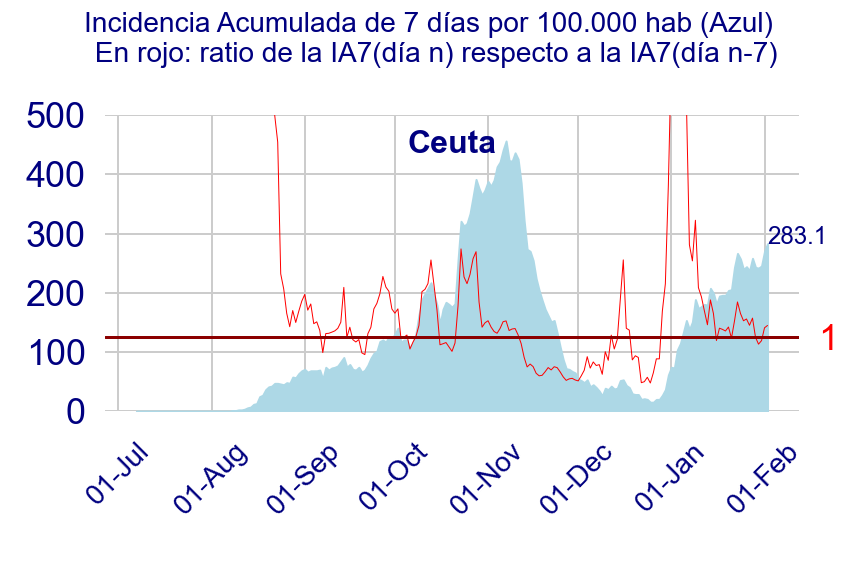 Incidencia Acumulada de 7 días por 100.000 hab (Azul)
En rojo: ratio de la IA7(día n) respecto a la IA7(día n-7)
Ceuta
500
400
300
200
100
0
283.1
1
01-Jul
01-Aug
01-Sep
01-Oct
01-Nov
01-Dec
01-Jan
01-Feb